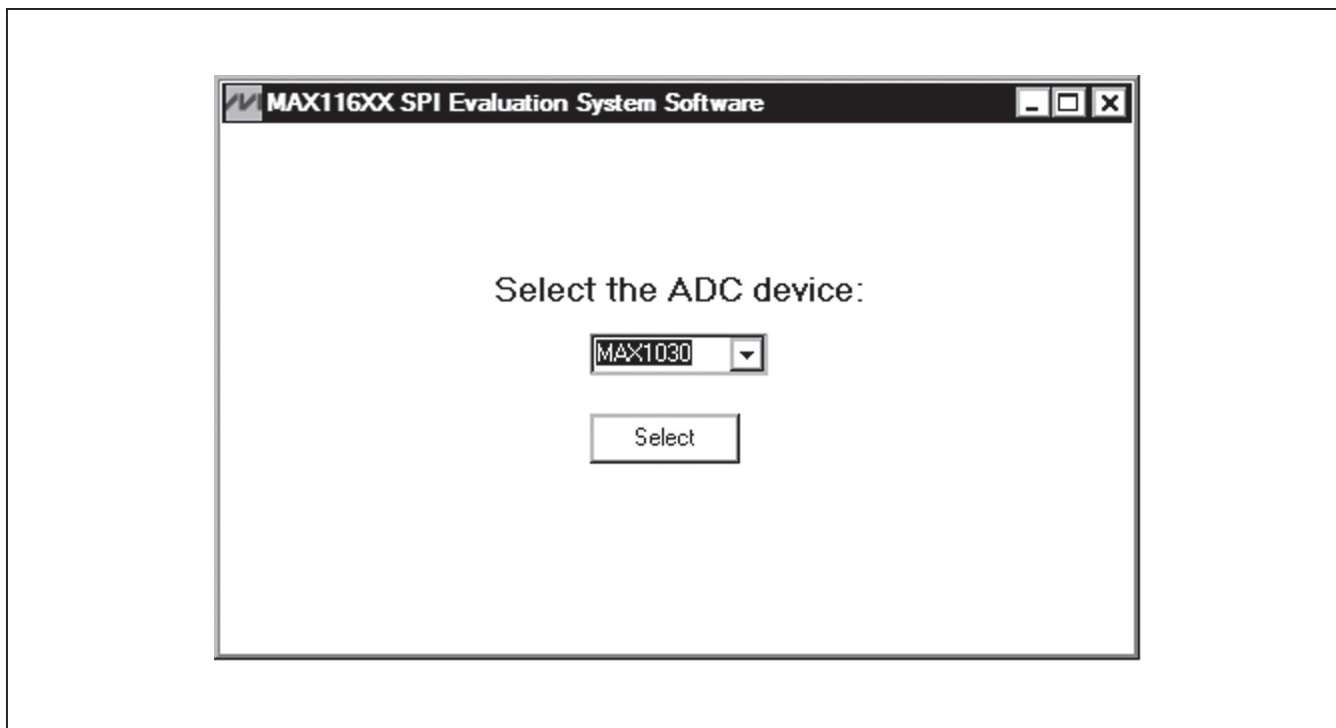 MAX116XX SPI Evaluation System Software
Select the ADC device:
MAX1030
Select